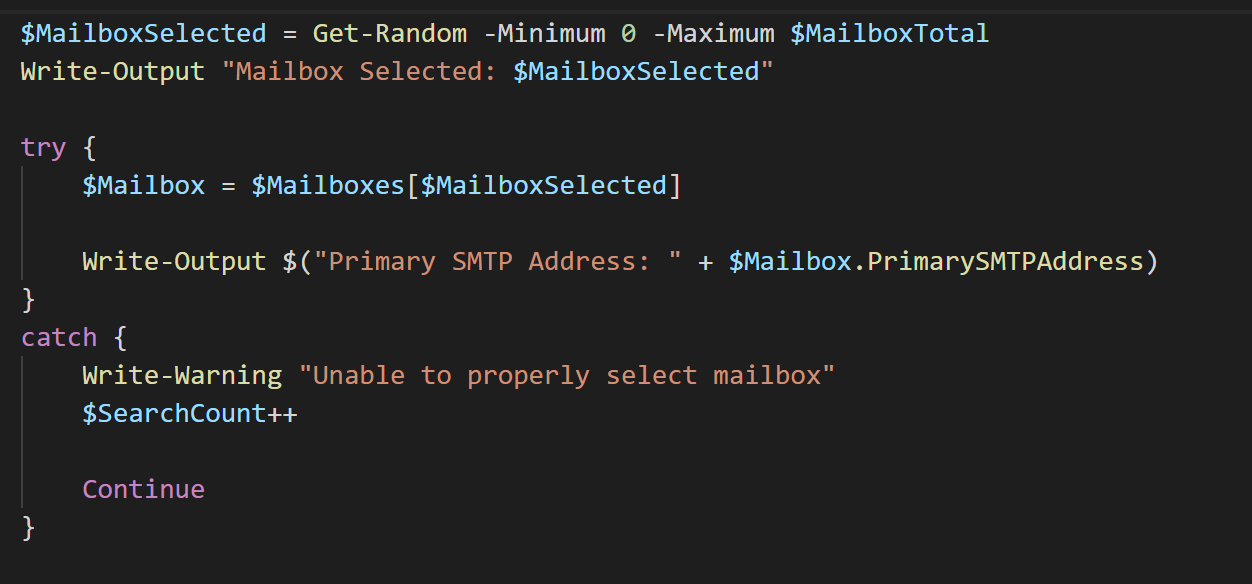 $MailboxSelected = Get-Random -Minimum 0 -Maximum $MailboxTotal
Write-Output "Mailbox Selected: $MailboxSelected"
try {
$Mailbox = $Mailboxes[$MailboxSelected]
Write-Output $("Primary SMTP Address: " + $Mailbox.PrimarySMTPAddress)
}
catch {
Write-Warning "Unable to properly select mailbox"
$SearchCount++
Continue
}